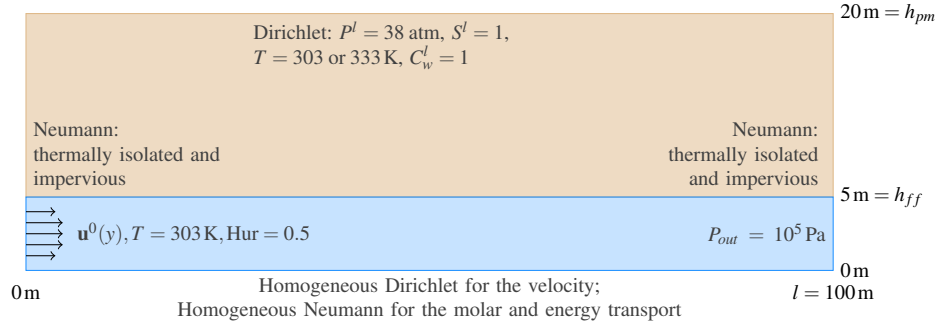 20 m = h_{pm}
Dirichlet: P^l = 38 atm, S^l = 1,
T = 303 or 333 K, C_w^l = 1
Neumann:
thermally isolated and
impervious
Neumann:
thermally isolated
and impervious
5 m = h_{ff}
u^0(y), T = 303 K, Hur = 0.5
P_{out} = 10^5 Pa
0 m
0 m
l = 100 m
Homogeneous Dirichlet for the velocity;
Homogeneous Neumann for the molar and energy transport